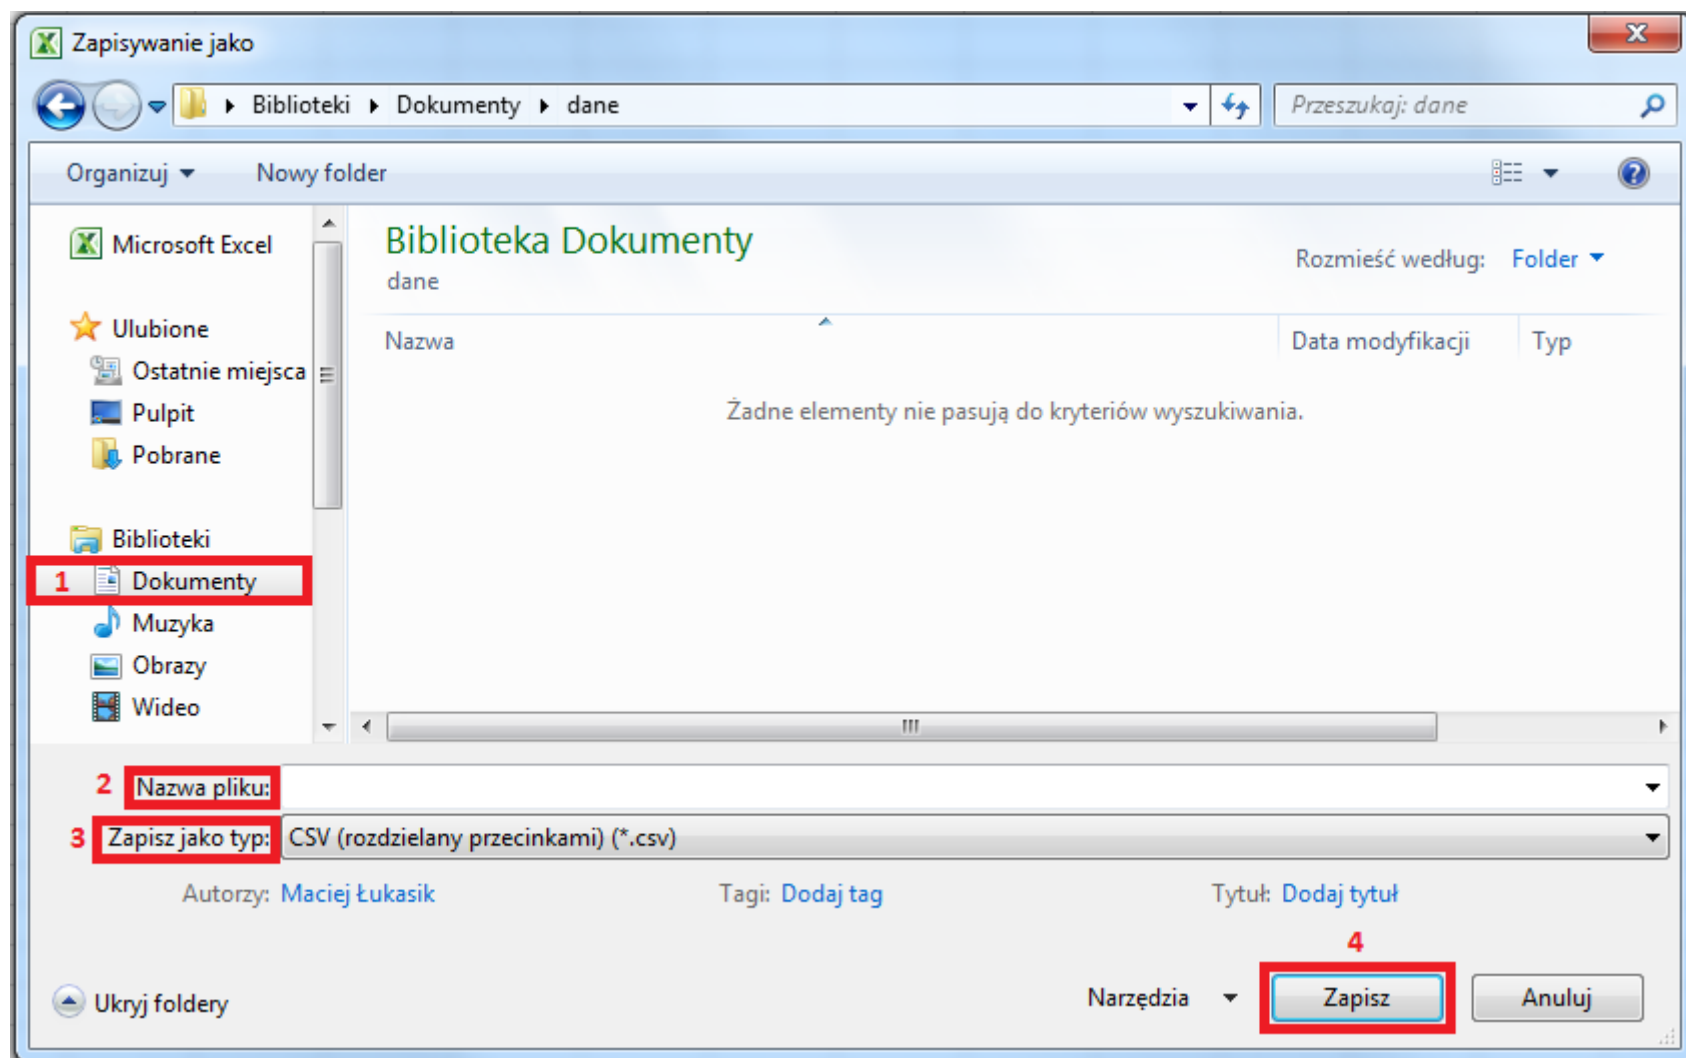 Zapisywanie jako
Biblioteki Dokumenty dane
Przeszukaj: dane
Organizuj Nowy folder
Microsoft Excel
Ulubione
Ostatnie miejsca
Pulpit
Pobrane
Biblioteki
1 Dokumenty
Muzyka
Obrazy
Wideo
Biblioteka Dokumenty
dane
Rozmieść według: Folder
Nazwa Data modyfikacji Typ
Żadne elementy nie pasują do kryteriów wyszukiwania.
2 Nazwa pliku:
3 Zapisz jako typ: CSV (rozdzielany przecinkami) (*.csv)
Autorzy: Maciej Łukasik Tagi: Dodaj tag Tytuł: Dodaj tytuł
4
Ukryj foldery Narzędzia Zapisz Anuluj